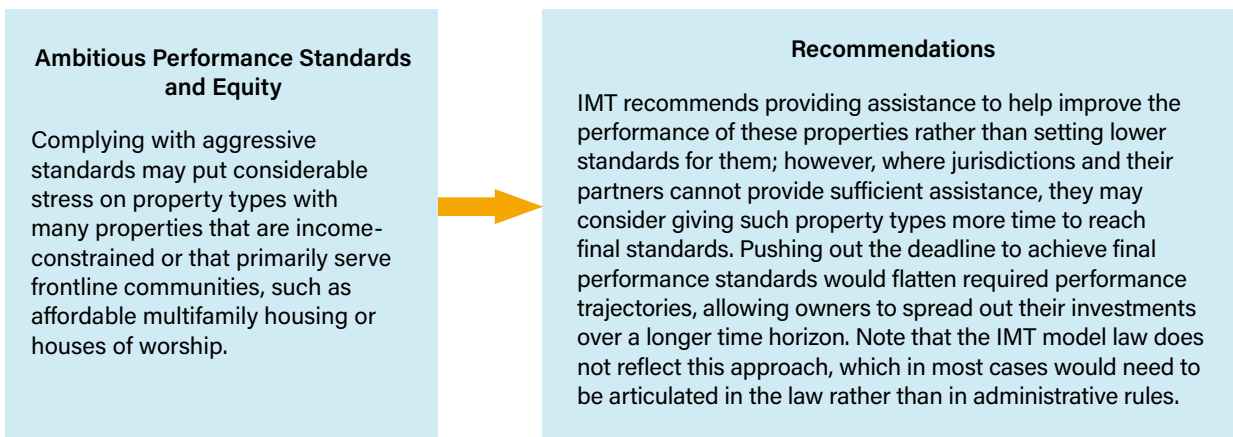 Ambitious Performance Standards
and Equity
Complying with aggressive
standards may put considerable
stress on property types with
many properties that are income-
constrained or that primarily serve
frontline communities, such as
affordable multifamily housing or
houses of worship.
Recommendations
IMT recommends providing assistance to help improve the
performance of these properties rather than setting lower
standards for them; however, where jurisdictions and their
partners cannot provide sufficient assistance, they may
consider giving such property types more time to reach
final standards. Pushing out the deadline to achieve final
performance standards would flatten required performance
trajectories, allowing owners to spread out their investments
over a longer time horizon. Note that the IMT model law does
not reflect this approach, which in most cases would need to
be articulated in the law rather than in administrative rules.